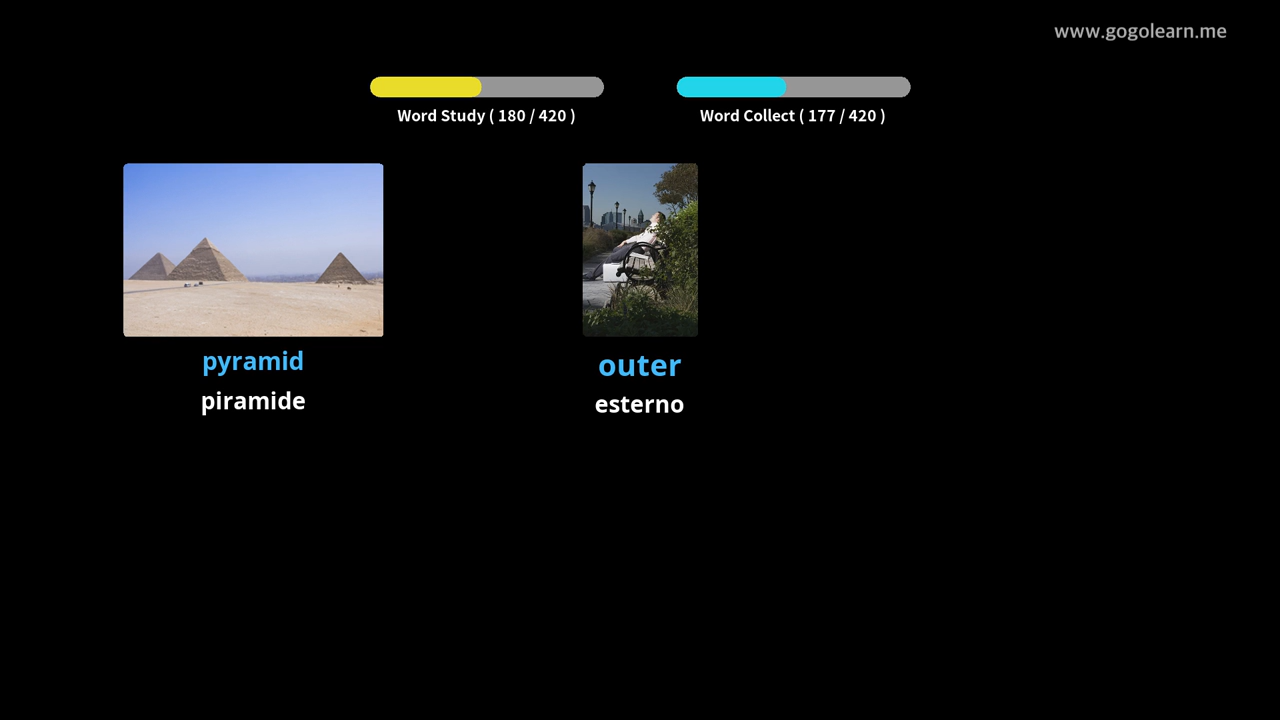 www.gogolearn.me
Word Study ( 180 / 420 )
Word Collect ( 177 / 420 )
pyramid
piramide
outer
esterno